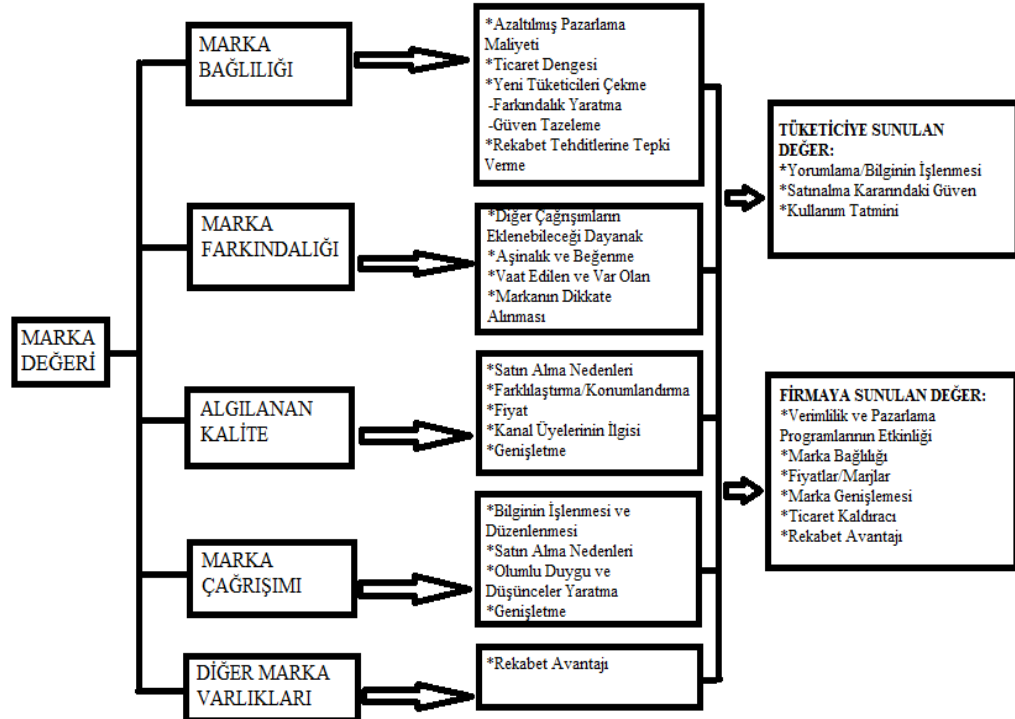 MARKA
DEĞERİ
MARKA
BAĞLILIĞI
*Azaltılmış Pazarlama
Maliyeti
*Ticaret Dengesi
*Yeni Tüketicileri Çekme
-Farkındalık Yaratma
-Güven Tazeleme
*Rekabet Tehditlerine Tepki
Verme
MARKA
FARKINDALIĞI
*Diğer Çağrışımların
Eklenebileceği Dayanak
*Aşinalık ve Beğenme
*Vaat Edilen ve Var Olan
*Markanın Dikkate
Alınması
ALGILANAN
KALİTE
*Satın Alma Nedenleri
*Farklılaştırma/Konumlandırma
*Fiyat
*Kanal Üyelerinin İlgisi
*Genişletme
MARKA
ÇAĞRIŞIMI
*Bilginin İşlenmesi ve
Düzenlenmesi
*Satın Alma Nedenleri
*Olumlu Duygu ve
Düşünceler Yaratma
*Genişletme
DİĞER MARKA
VARLIKLARI
*Rekabet Avantajı
TÜKETİCİYE SUNULAN
DEĞER:
*Yorumlama/Bilginin İşlenmesi
*Satınalma Kararındaki Güven
*Kullanım Tatmini
FİRMAYA SUNULAN DEĞER:
*Verimlilik ve Pazarlama
Programlarının Etkinliği
*Marka Bağlılığı
*Fiyatlar/Marjlar
*Marka Genişlemesi
*Ticaret Kaldıracı
*Rekabet Avantajı